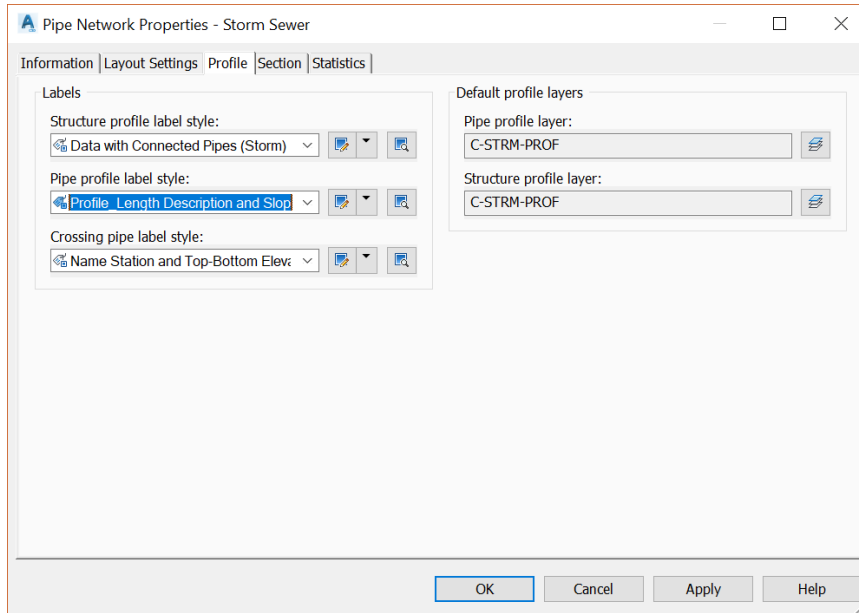 Pipe Network Properties - Storm Sewer
Information Layout Settings Profile Section Statistics
Labels
Structure profile label style:
Data with Connected Pipes (Storm)
Pipe profile label style:
Profile_Length Description and Slop
Crossing pipe label style:
Name Station and Top-Bottom Eleva
Default profile layers
Pipe profile layer:
C-STRM-PROF
Structure profile layer:
C-STRM-PROF
OK Cancel Apply Help